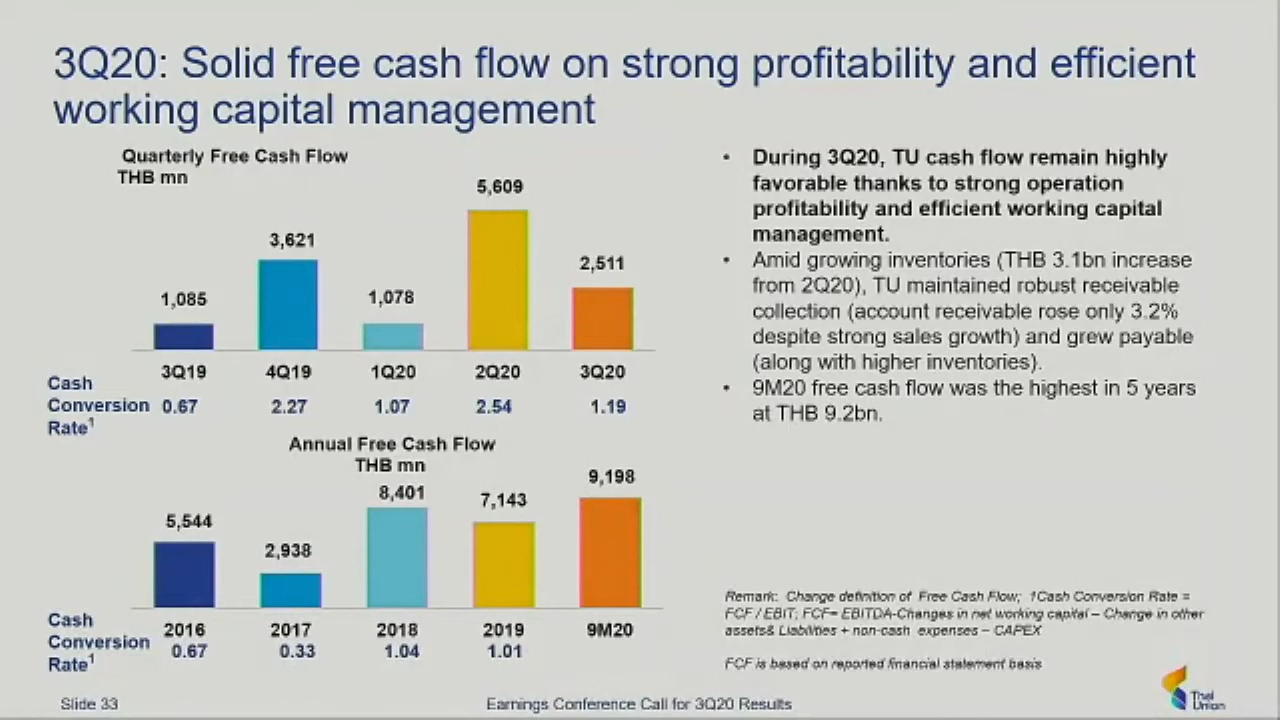 3Q20: Solid free cash flow on strong profitability and efficient
working capital management
Quarterly Free Cash Flow
THB mn
1,085
3,621
1,078
5,609
2,511
3Q19 4Q19 1Q20 2Q20 3Q20
Cash
Conversion
Rate¹
0.67 2.27 1.07 2.54 1.19
Annual Free Cash Flow
THB mn
5,544
2,938
8,401
7,143
9,198
2016 2017 2018 2019 9M20
Cash
Conversion
Rate¹
0.67 0.33 1.04 1.01
• During 3Q20, TU cash flow remain highly
favorable thanks to strong operation
profitability and efficient working capital
management.
• Amid growing inventories (THB 3.1bn increase
from 2Q20), TU maintained robust receivable
collection (account receivable rose only 3.2%
despite strong sales growth) and grew payable
(along with higher inventories).
• 9M20 free cash flow was the highest in 5 years
at THB 9.2bn.
Remark: Change definition of Free Cash Flow; 1Cash Conversion Rate =
FCF / EBIT; FCF= EBITDA-Changes in net working capital – Change in other
assets& Liabilities + non-cash expenses – CAPEX
FCF is based on reported financial statement basis
Slide 33
Earnings Conference Call for 3Q20 Results
Thai
Union